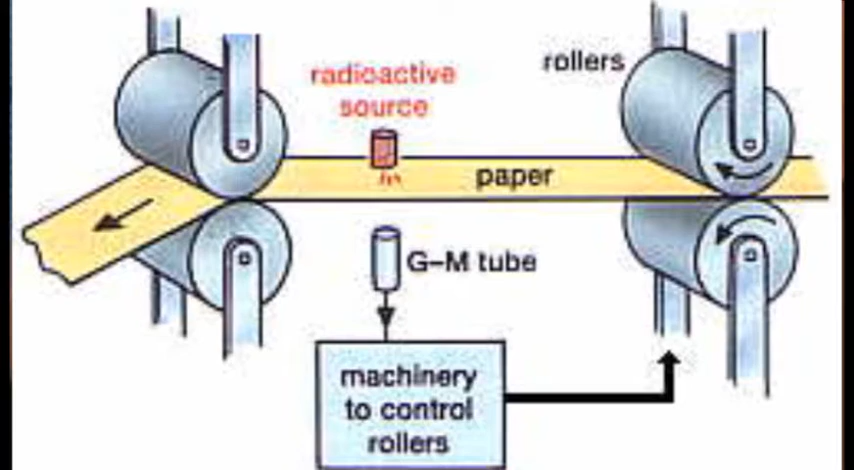 radioactive
source
rollers
paper
G–M tube
machinery
to control
rollers